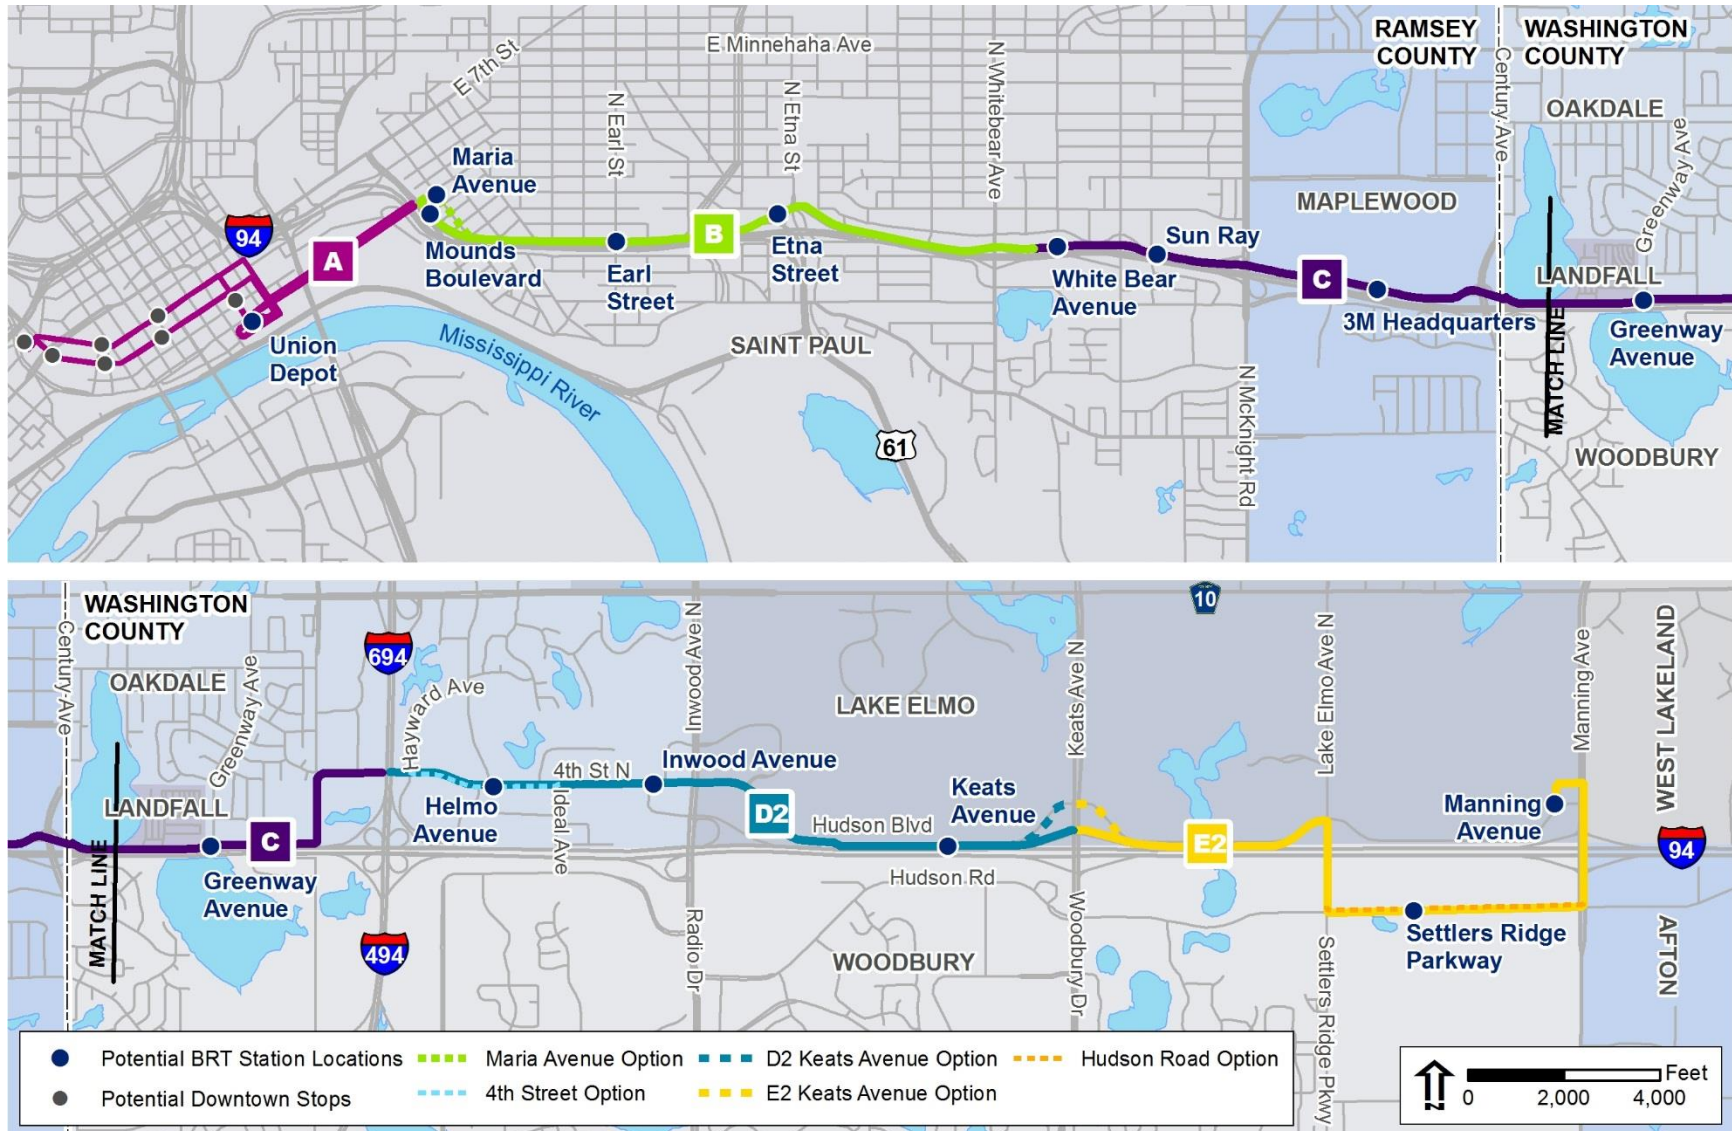 E Minnehaha Ave
RAMSEY
COUNTY
WASHINGTON
COUNTY
E 7th St
N Earl St
N Etna St
N Whitebear Ave
Century Ave
OAKDALE
Greenway Ave
Maria
Avenue
94
A
Mounds
Boulevard
Earl
Street
B
Etna
Street
White Bear
Avenue
Sun Ray
MAPLEWOOD
C
3M Headquarters
LANDFALL
Greenway
Avenue
Union
Depot
Mississippi River
SAINT PAUL
61
N McKnight Rd
MATCH LINE
WOODBURY
WASHINGTON
COUNTY
Century Ave
OAKDALE
Greenway Ave
694
Hayward Ave
Inwood Ave N
LAKE ELMO
Keats Ave N
10
Lake Elmo Ave N
Manning Ave
WEST LAKELAND
LANDFALL
MATCH LINE
C
Greenway
Avenue
Helmo
Avenue
4th St N
Ideal Ave
Inwood Avenue
D2
Hudson Blvd
Keats
Avenue
Hudson Rd
E2
Manning
Avenue
94
494
Radio Dr
WOODBURY
Woodbury Dr
Settlers Ridge Pkwy
Settlers Ridge
Parkway
AFTON
Potential BRT Station Locations
Potential Downtown Stops
Maria Avenue Option
4th Street Option
D2 Keats Avenue Option
E2 Keats Avenue Option
Hudson Road Option
N
Feet
0 2,000 4,000